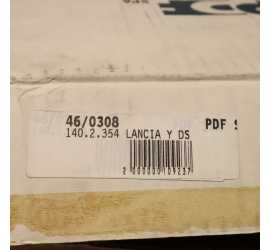 46/0308 PDF S
140.2.354 LANCIA Y DS
2 000000 109237